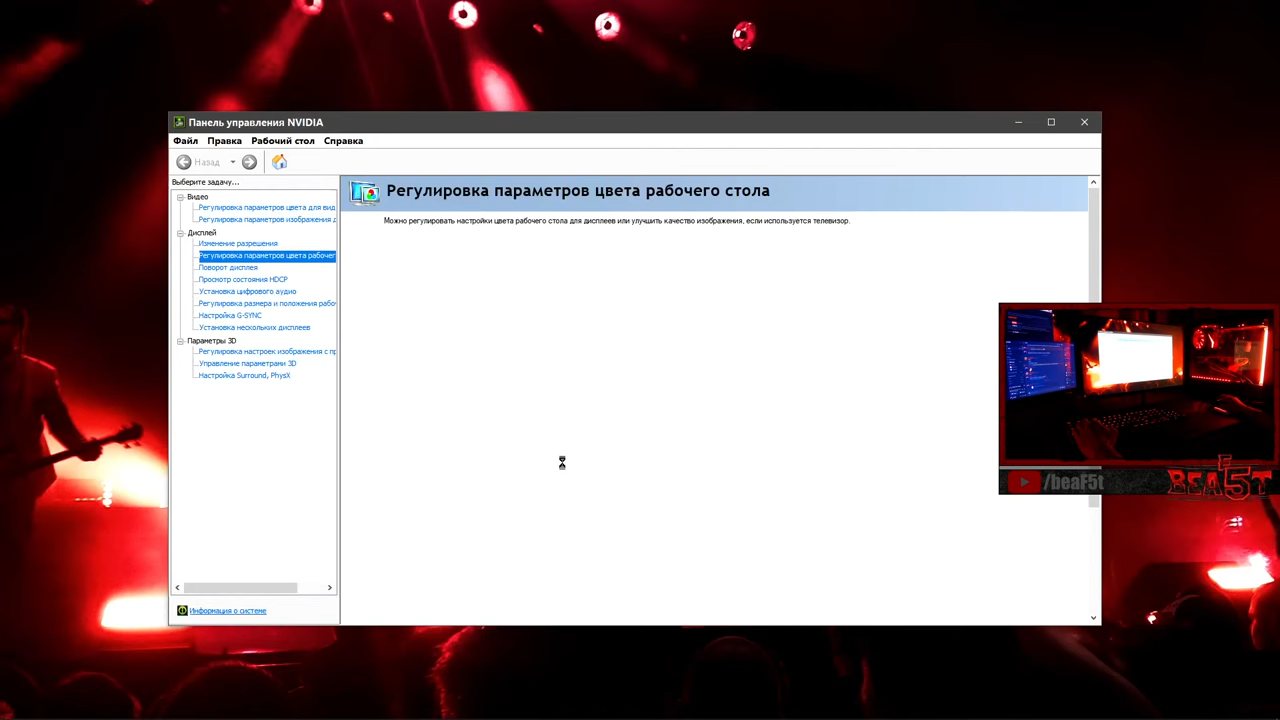 Панель управления NVIDIA
Файл Правка Рабочий стол Справка
Назад
Выберите задачу...
Видео
Регулировка параметров цвета для вид
Регулировка параметров изображения д
Дисплей
Изменение разрешения
Регулировка параметров цвета рабочег
Поворот дисплея
Просмотр состояния HDCP
Установка цифрового аудио
Регулировка размера и положения рабо
Настройка G-SYNC
Установка нескольких дисплеев
Параметры 3D
Регулировка настроек изображения с пр
Управление параметрами 3D
Настройка Surround, PhysX
Информация о системе
Регулировка параметров цвета рабочего стола
Можно регулировать настройки цвета рабочего стола для дисплеев или улучшить качество изображения, если используется телевизор.
/beaF5t
BEAF5T